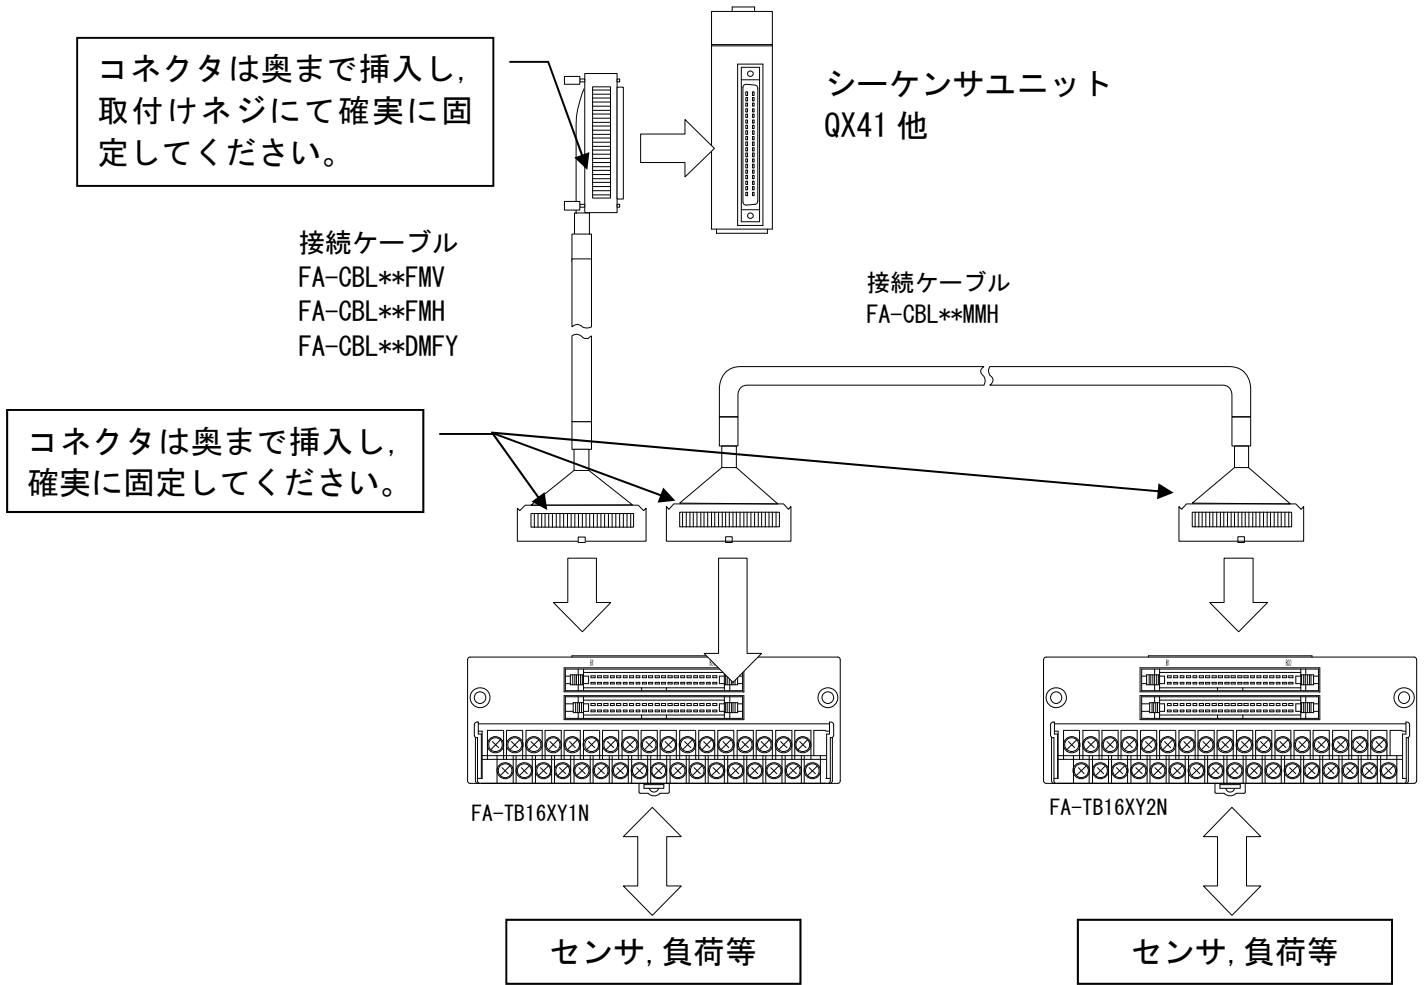 コネクタは奥まで挿入し,
取付けネジにて確実に固
定してください。
シーケンサユニット
QX41 他
接続ケーブル
FA-CBL**FMV
FA-CBL**FMH
FA-CBL**DMFY
接続ケーブル
FA-CBL**MMH
コネクタは奥まで挿入し,
確実に固定してください。
FA-TB16XY1N
FA-TB16XY2N
センサ, 負荷等
センサ, 負荷等